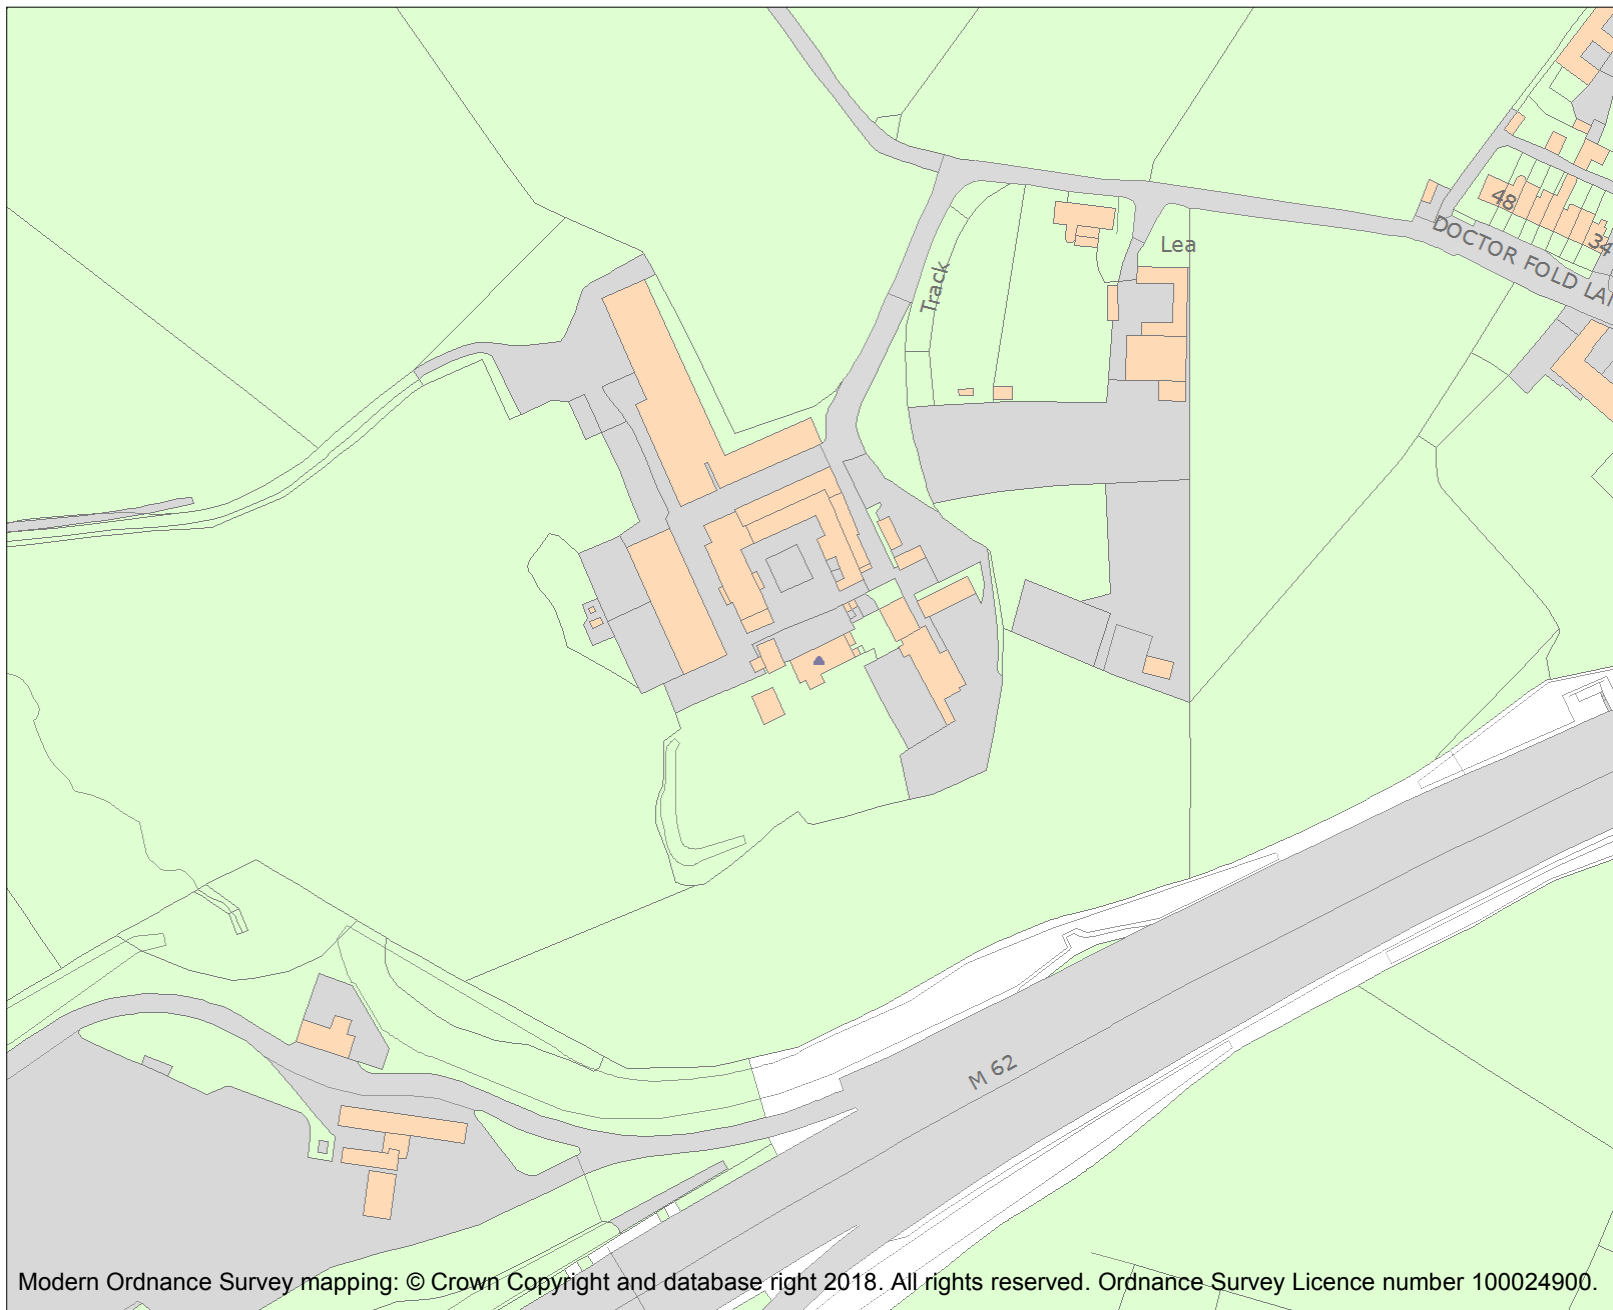 48
34
DOCTOR FOLD LA
Lea
Track
M 62
Modern Ordnance Survey mapping: © Crown Copyright and database right 2018. All rights reserved. Ordnance Survey Licence number 100024900.